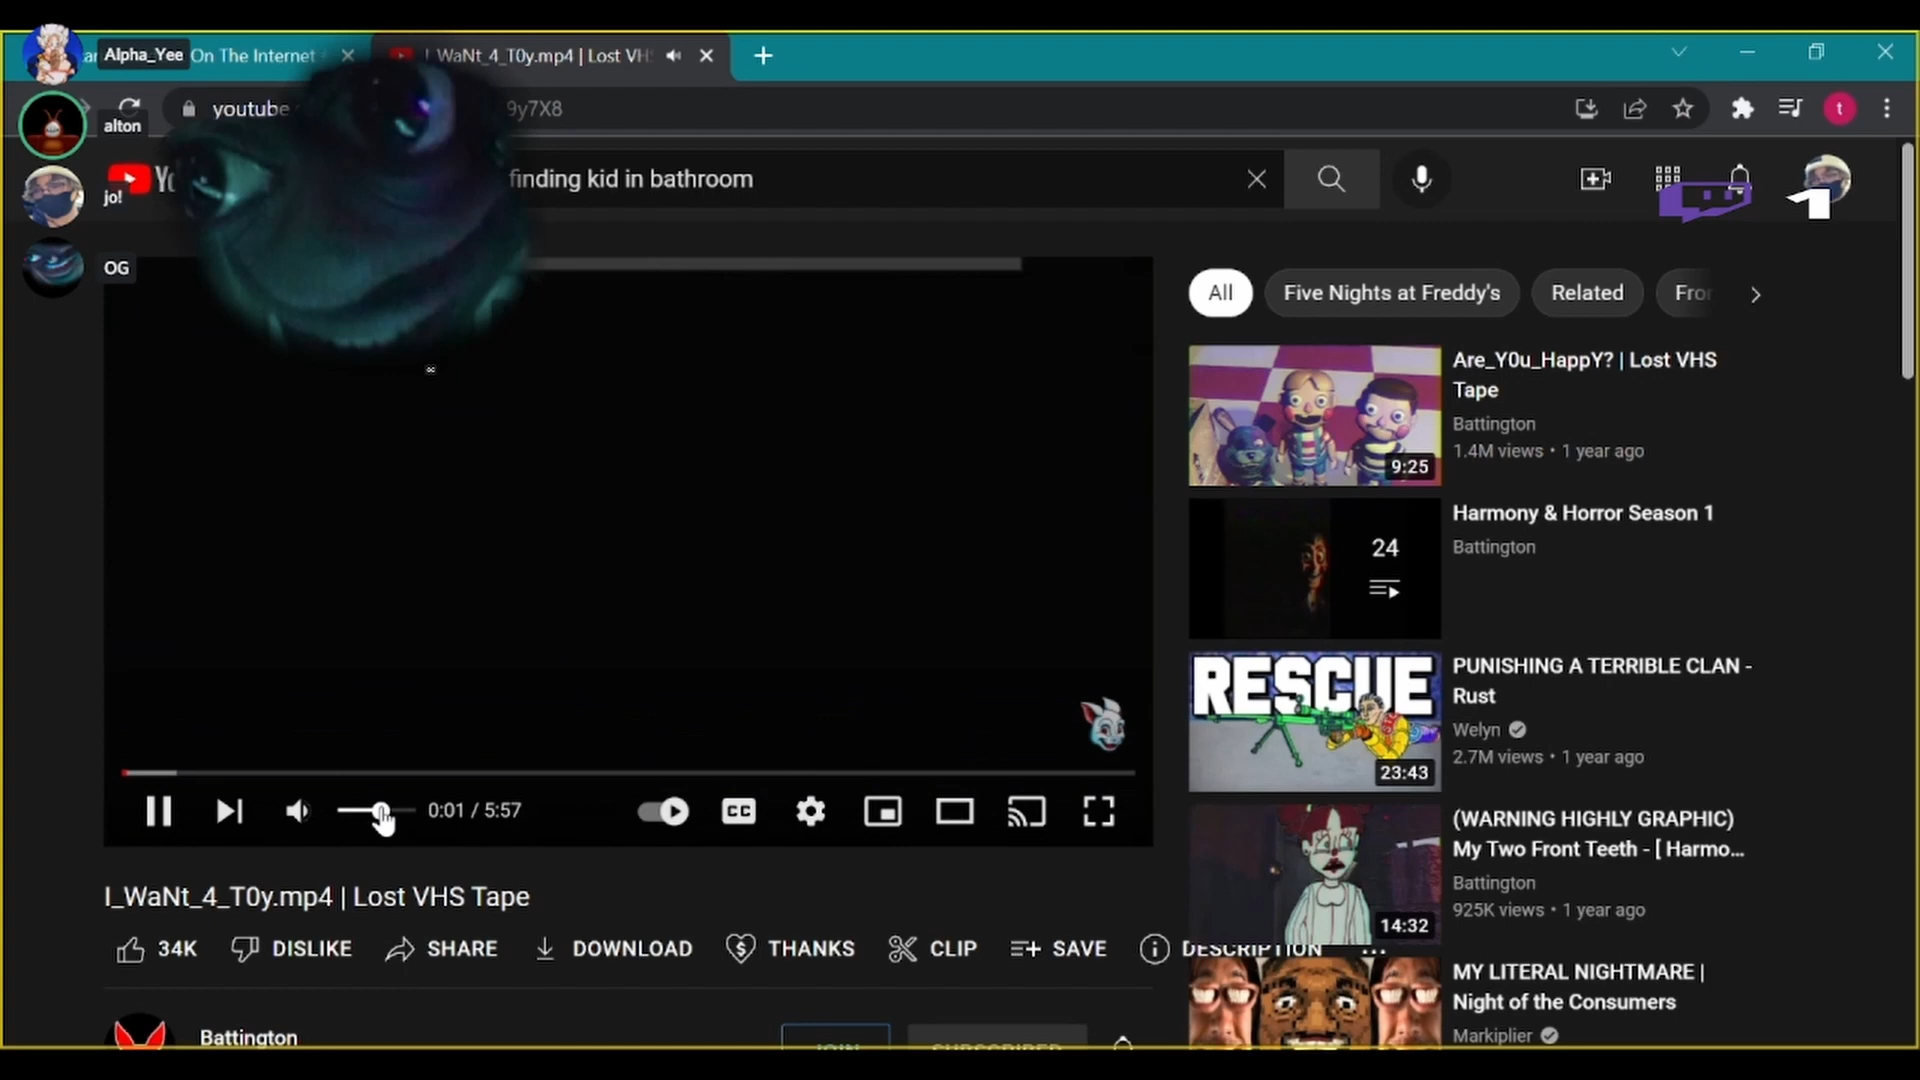 Alpha_Yee
On The Internet
I_WaNt_4_T0y.mp4 | Lost VH
alton
youtube
9y7X8
t
jo!
finding kid in bathroom
OG
All
Five Nights at Freddy's
Related
Fro
Are_Y0u_HappY? | Lost VHS
Tape
Battington
1.4M views • 1 year ago
9:25
Harmony & Horror Season 1
Battington
24
PUNISHING A TERRIBLE CLAN -
Rust
Welyn
2.7M views • 1 year ago
RESCUE
23:43
(WARNING HIGHLY GRAPHIC)
My Two Front Teeth - [ Harmo...
Battington
925K views • 1 year ago
14:32
MY LITERAL NIGHTMARE |
Night of the Consumers
Markiplier
0:01 / 5:57
CC
I_WaNt_4_T0y.mp4 | Lost VHS Tape
34K
DISLIKE
SHARE
DOWNLOAD
THANKS
CLIP
SAVE
DESCRIPTION
...
Battington
JOIN
SUBSCRIBED